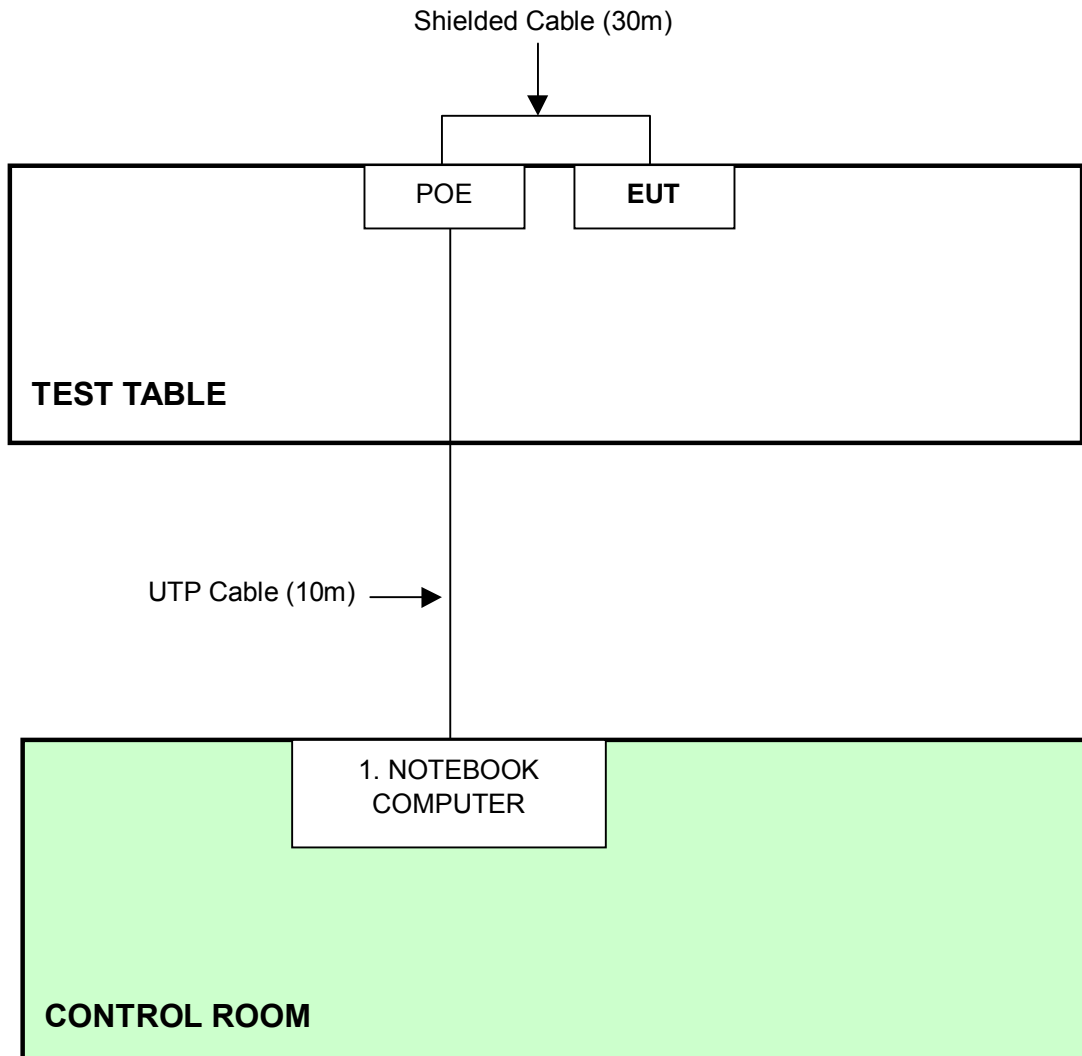 Shielded Cable (30m)
POE
EUT
TEST TABLE
UTP Cable (10m)
1. NOTEBOOK
COMPUTER
CONTROL ROOM